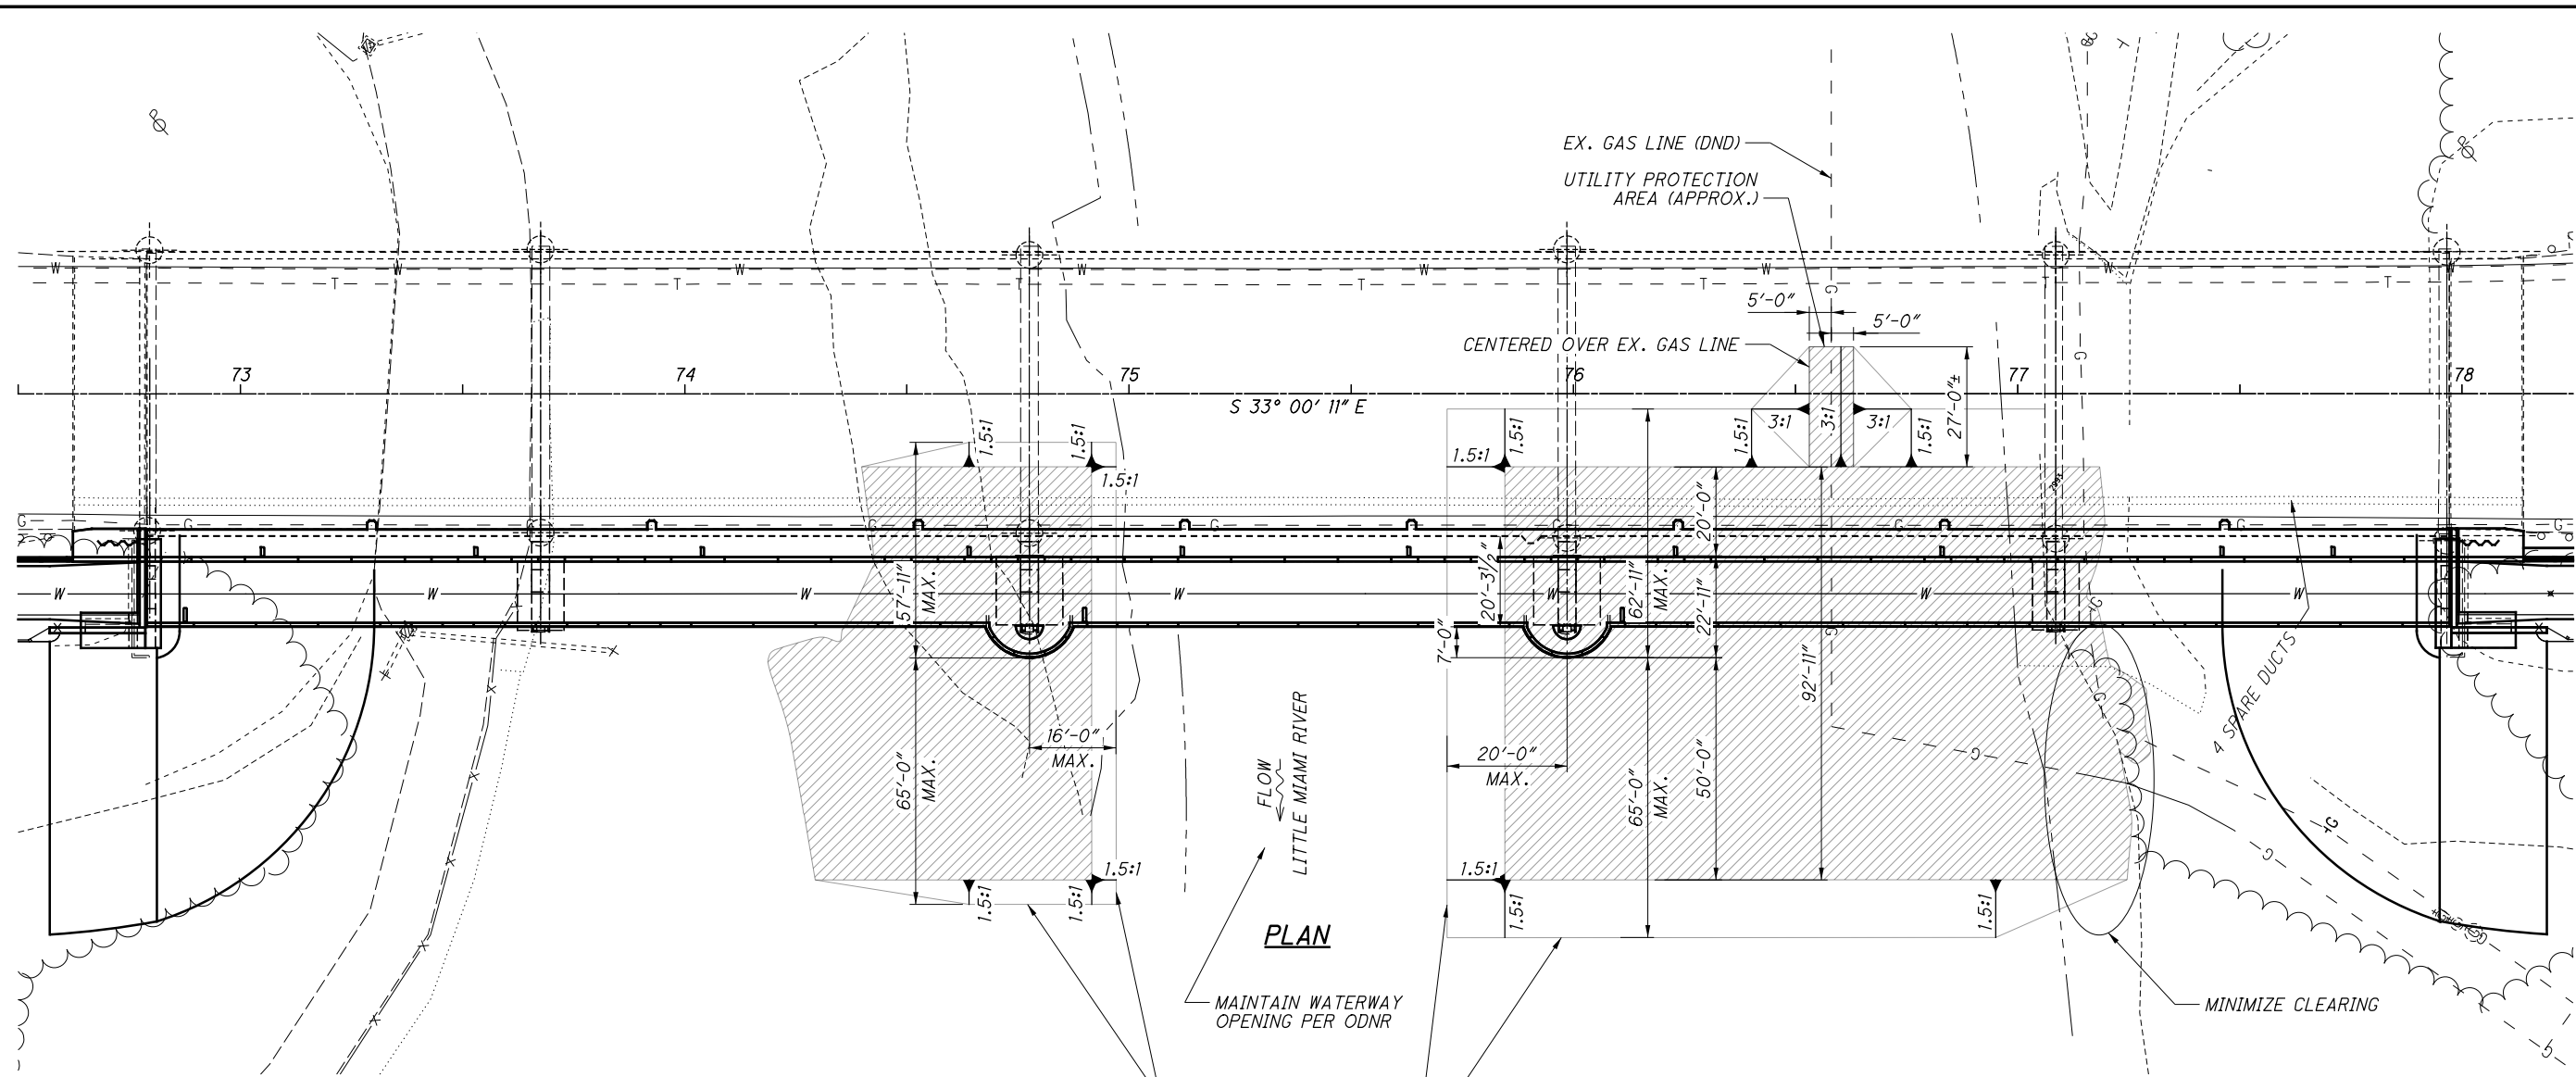 EX. GAS LINE (DND)
UTILITY PROTECTION
AREA (APPROX.)
W W W W W W W W
T T T T T T T
5'-0"
5'-0"
G
G
CENTERED OVER EX. GAS LINE
73 74 75 76 77 78
S 33° 00' 11" E
27'-0"±
3:1 3:1 3:1
1.5:1 1.5:1
1.5:1 1.5:1
1.5:1
1.5:1
1.5:1
20'-0"
G G G G G G G G G
57'-11"
MAX.
20'-3½"
62'-11"
MAX.
22'-11"
7'-0"
92'-11"
W W W W W W W
4 SPARE DUCTS
16'-0"
MAX.
20'-0"
MAX.
65'-0"
MAX.
65'-0"
MAX.
50'-0"
FLOW
LITTLE MIAMI RIVER
1.5:1
1.5:1
1.5:1
1.5:1
1.5:1
1.5:1
PLAN
MAINTAIN WATERWAY
OPENING PER ODNR
MINIMIZE CLEARING